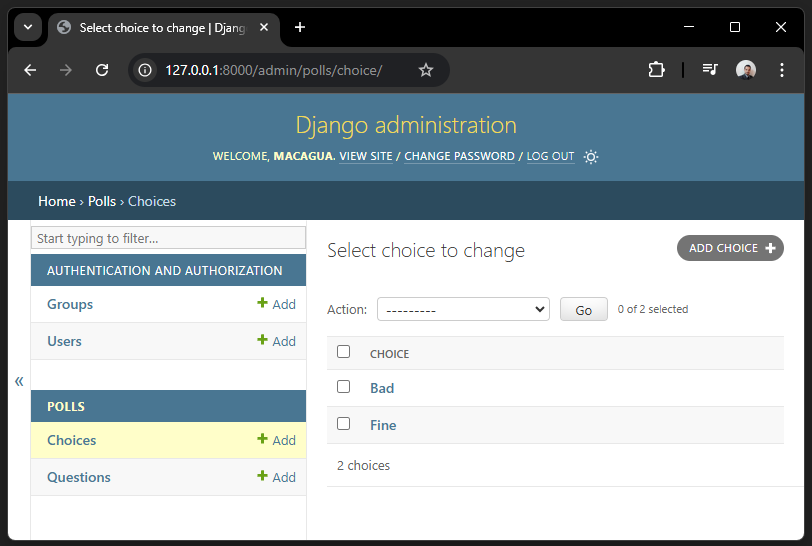 Select choice to change | Djang
127.0.0.1:8000/admin/polls/choice/
Django administration
WELCOME, MACAGUA. VIEW SITE / CHANGE PASSWORD / LOG OUT
Home › Polls › Choices
Start typing to filter...
AUTHENTICATION AND AUTHORIZATION
Groups + Add
Users + Add
«
POLLS
Choices + Add
Questions + Add
Select choice to change
ADD CHOICE +
Action: --------- Go 0 of 2 selected
CHOICE
Bad
Fine
2 choices